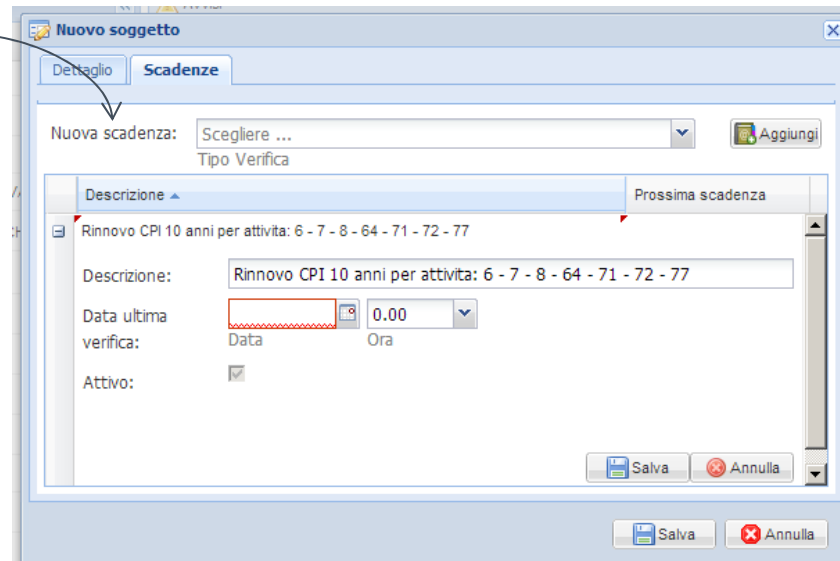 Nuovo soggetto
Dettaglio Scadenze
Nuova scadenza: Scegliere ... Aggiungi
Tipo Verifica
Descrizione Prossima scadenza
Rinnovo CPI 10 anni per attivita: 6 - 7 - 8 - 64 - 71 - 72 - 77
Descrizione: Rinnovo CPI 10 anni per attivita: 6 - 7 - 8 - 64 - 71 - 72 - 77
Data ultima verifica: 0.00
Data Ora
Attivo:
Salva Annulla
Salva Annulla